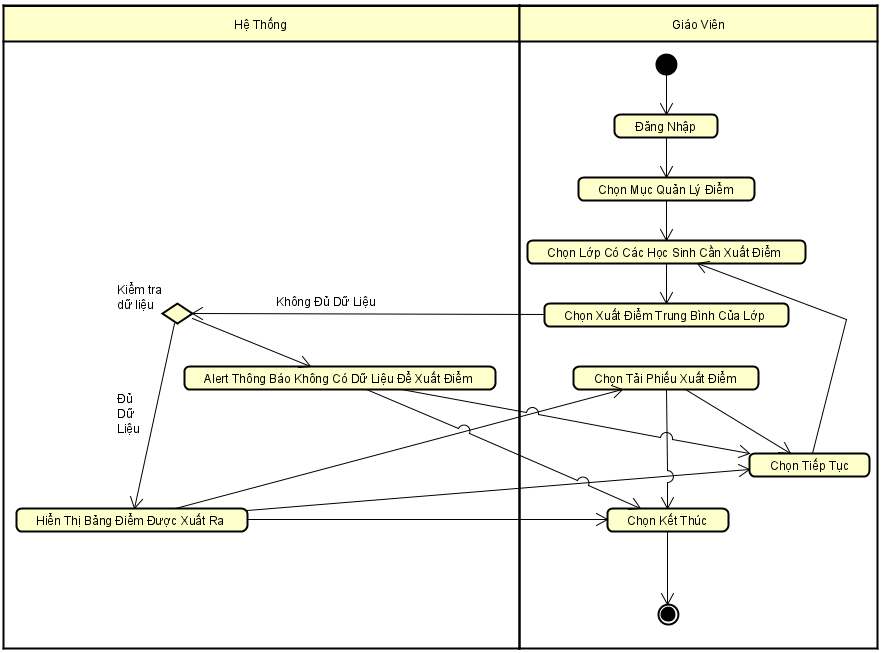 Hệ Thống
Giáo Viên
Đăng Nhập
Chọn Mục Quản Lý Điểm
Chọn Lớp Có Các Học Sinh Cần Xuất Điểm
Kiểm tra
dữ liệu
Không Đủ Dữ Liệu
Chọn Xuất Điểm Trung Bình Của Lớp
Alert Thông Báo Không Có Dữ Liệu Để Xuất Điểm
Chọn Tải Phiếu Xuất Điểm
Đủ
Dữ
Liệu
Chọn Tiếp Tục
Hiển Thị Bảng Điểm Được Xuất Ra
Chọn Kết Thúc